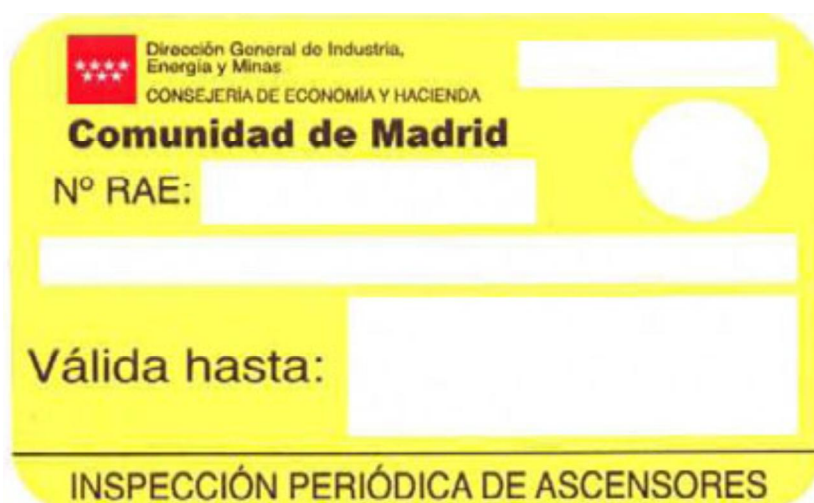 Dirección General de Industria,
Energía y Minas
CONSEJERÍA DE ECONOMÍA Y HACIENDA
Comunidad de Madrid
Nº RAE:
Válida hasta:
INSPECCIÓN PERIÓDICA DE ASCENSORES